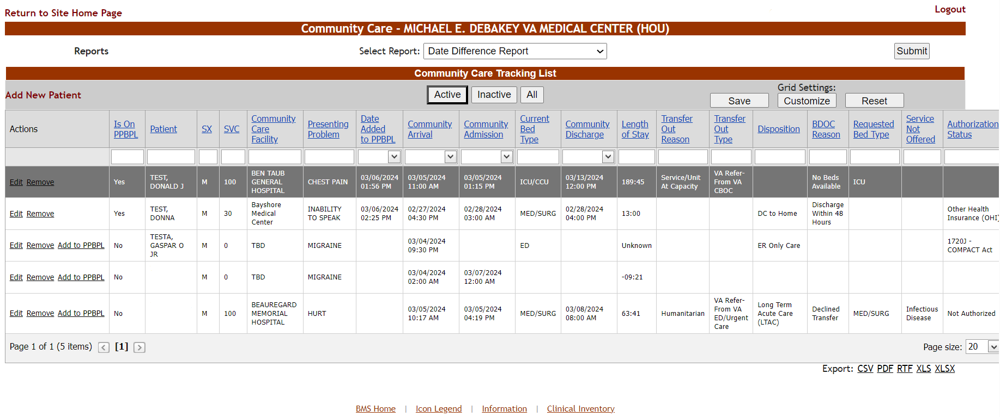 Return to Site Home Page
Logout
Community Care - MICHAEL E. DEBAKEY VA MEDICAL CENTER (HOU)
Reports
Select Report: Date Difference Report
Submit
Community Care Tracking List
Add New Patient
Active Inactive All
Grid Settings:
Save Customize Reset
Actions
Is On
PPBPL
Patient
SX
SVC
Community
Care
Facility
Presenting
Problem
Date
Added
to PPBPL
Community
Arrival
Community
Admission
Current
Bed
Type
Community
Discharge
Length
of Stay
Transfer
Out
Reason
Transfer
Out
Type
Disposition
BDOC
Reason
Requested
Bed Type
Service
Not
Offered
Authorization
Status
Edit Remove
Yes
TEST,
DONALD J
M
100
BEN TAUB
GENERAL
HOSPITAL
CHEST PAIN
03/06/2024
01:56 PM
03/05/2024
11:00 AM
03/05/2024
01:15 PM
ICU/CCU
03/13/2024
12:00 PM
189:45
Service/Unit
At Capacity
VA Refer-
From VA
CBOC
No Beds
Available
ICU
Edit Remove
Yes
TEST,
DONNA
M
30
Bayshore
Medical
Center
INABILITY
TO SPEAK
03/06/2024
02:25 PM
02/27/2024
04:30 PM
02/28/2024
03:00 AM
MED/SURG
02/28/2024
04:00 PM
13:00
DC to Home
Discharge
Within 48
Hours
Other Health
Insurance (OHI)
Edit Remove Add to PPBPL
No
TESTA,
GASPAR O
JR
M
0
TBD
MIGRAINE
03/04/2024
09:30 PM
ED
Unknown
ER Only Care
1720J -
COMPACT Act
Edit Remove Add to PPBPL
No
M
0
TBD
MIGRAINE
03/04/2024
02:00 AM
03/07/2024
12:00 AM
-09:21
Edit Remove Add to PPBPL
No
M
100
BEAUREGARD
MEMORIAL
HOSPITAL
HURT
03/05/2024
10:17 AM
03/05/2024
04:19 PM
MED/SURG
03/08/2024
08:00 AM
63:41
Humanitarian
VA Refer-
From VA
ED/Urgent
Care
Long Term
Acute Care
(LTAC)
Declined
Transfer
MED/SURG
Infectious
Disease
Not Authorized
Page 1 of 1 (5 items) < [1] >
Page size: 20
Export: CSV PDF RTF XLS XLSX
BMS Home | Icon Legend | Information | Clinical Inventory